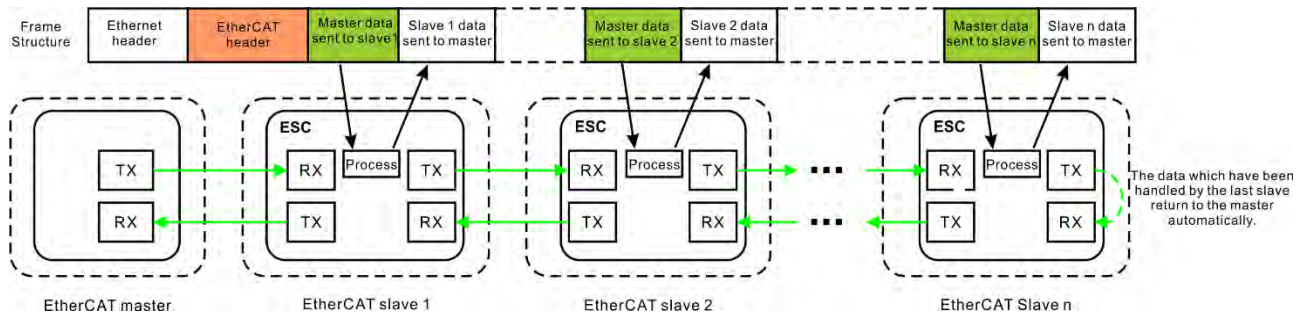 Frame
Structure
Ethernet
header
EtherCAT
header
Master data
sent to slave 1
Slave 1 data
sent to master
Master data
sent to slave 2
Slave 2 data
sent to master
Master data
sent to slave n
Slave n data
sent to master
TX
RX
EtherCAT master
ESC
RX
Process
TX
TX
RX
EtherCAT slave 1
ESC
RX
Process
TX
TX
RX
EtherCAT slave 2
ESC
RX
Process
TX
TX
RX
EtherCAT Slave n
The data which have been
handled by the last slave
return to the master
automatically.